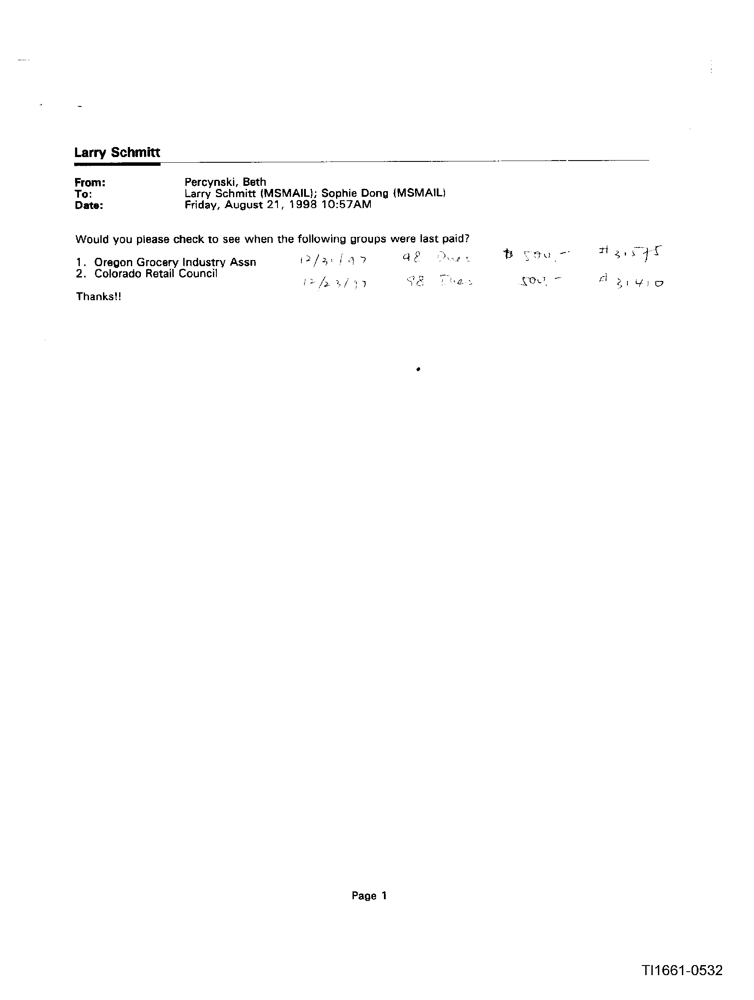 Larry Schmitt
From: Percynski, Beth
To: Larry Schmitt (MSMAIL); Sophie Dong (MSMAIL)
Date: Friday, August 21, 1998 10:57AM
Would you please check to see when the following groups were last paid?
1. Oregon Grocery Industry Assn 12/31/97 98 Dues $ 500,- # 31575
2. Colorado Retail Council 12/23/97 98 Dues 500,- # 31410
Thanks!!
Page 1
TI1661-0532